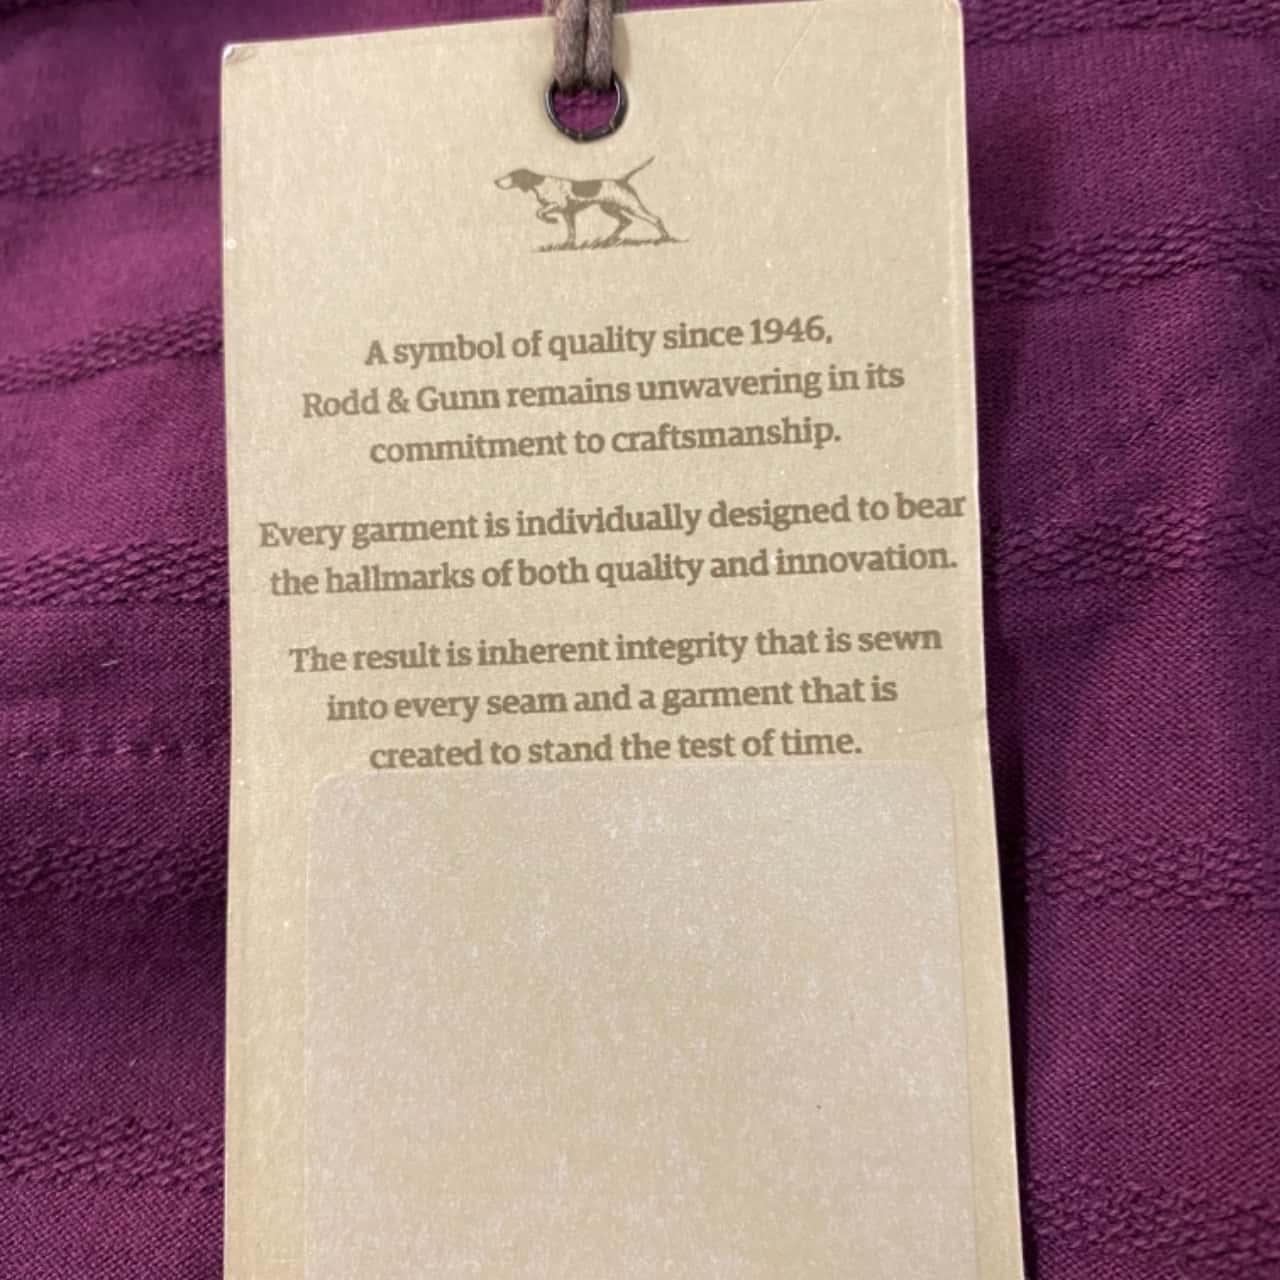 A symbol of quality since 1946,
Rodd & Gunn remains unwavering in its
commitment to craftsmanship.
Every garment is individually designed to bear
the hallmarks of both quality and innovation.
The result is inherent integrity that is sewn
into every seam and a garment that is
created to stand the test of time.